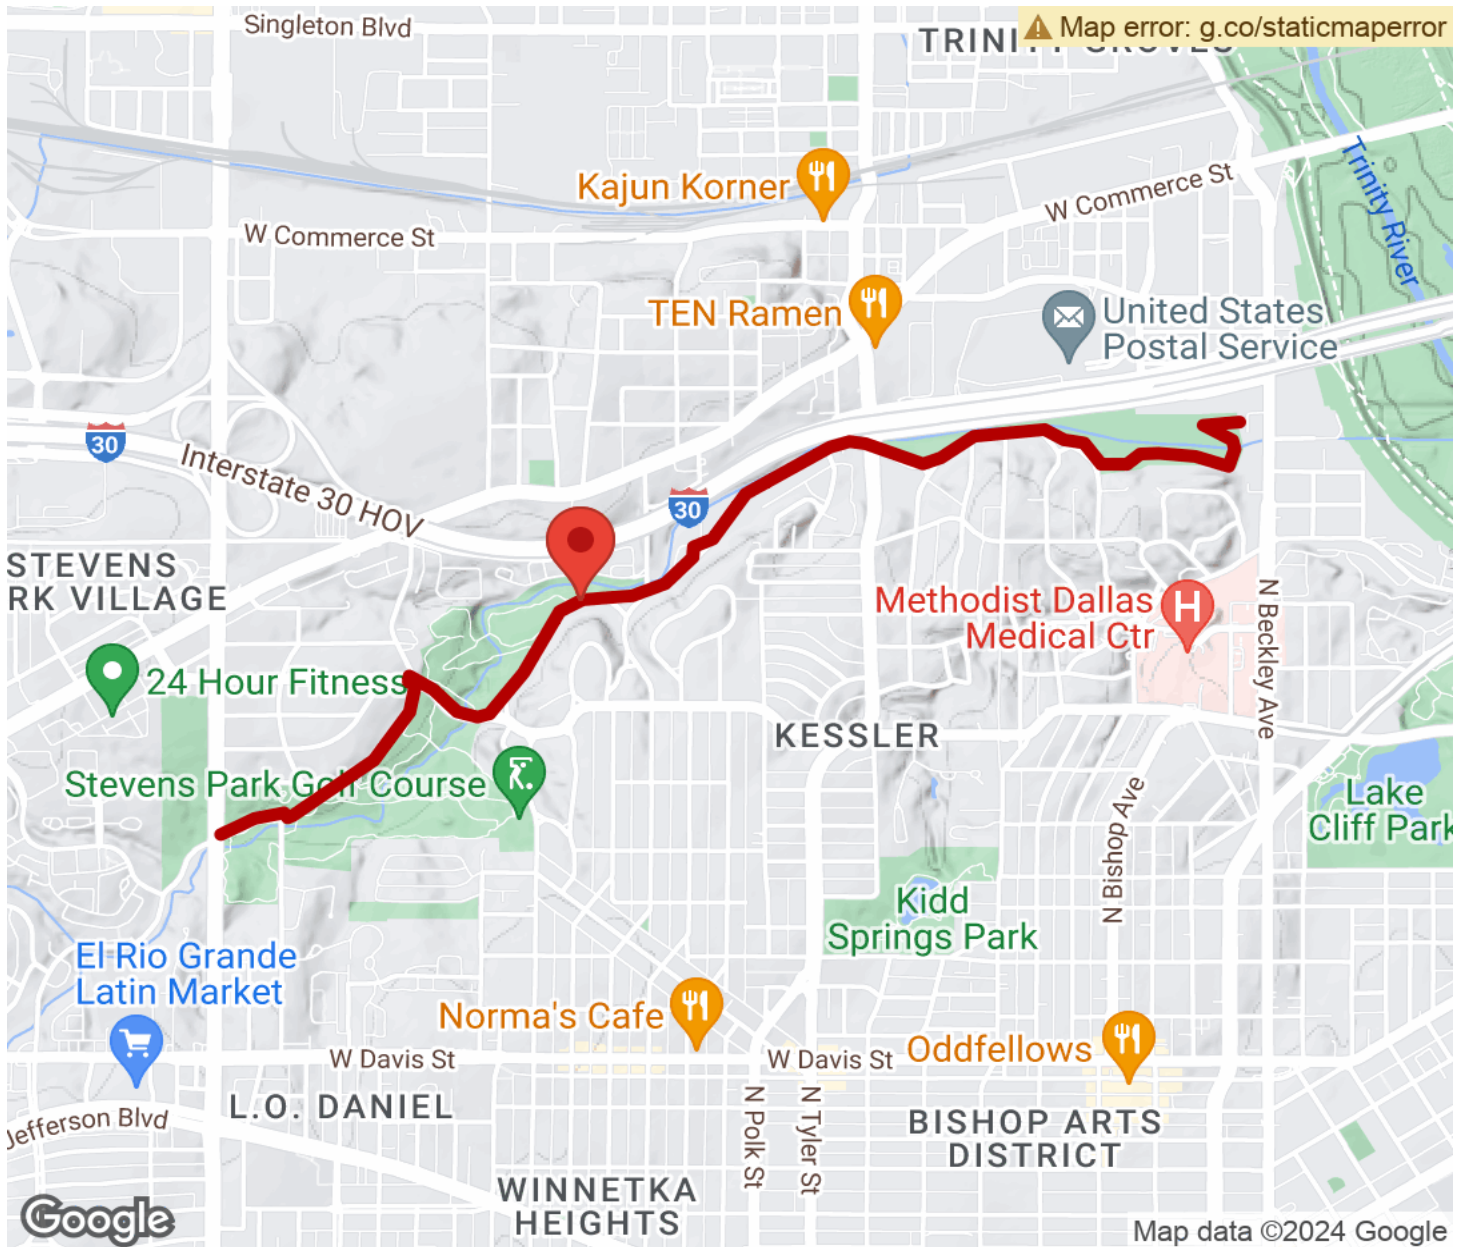 Singleton Blvd
Map error: g.co/staticmaperror
TRINITY GROVES
Kajun Korner
W Commerce St
W Commerce St
Trinity River
TEN Ramen
United States
Postal Service
30
Interstate 30 HOV
30
STEVENS
RK VILLAGE
Methodist Dallas
Medical Ctr
H
N Beckley Ave
24 Hour Fitness
KESSLER
Stevens Park Golf Course
N Bishop Ave
Lake
Cliff Park
Kidd
Springs Park
El Rio Grande
Latin Market
Norma's Cafe
W Davis St
W Davis St
Oddfellows
Jefferson Blvd
L.O. DANIEL
N Polk St
N Tyler St
BISHOP ARTS
DISTRICT
WINNETKA
HEIGHTS
Google
Map data ©2024 Google